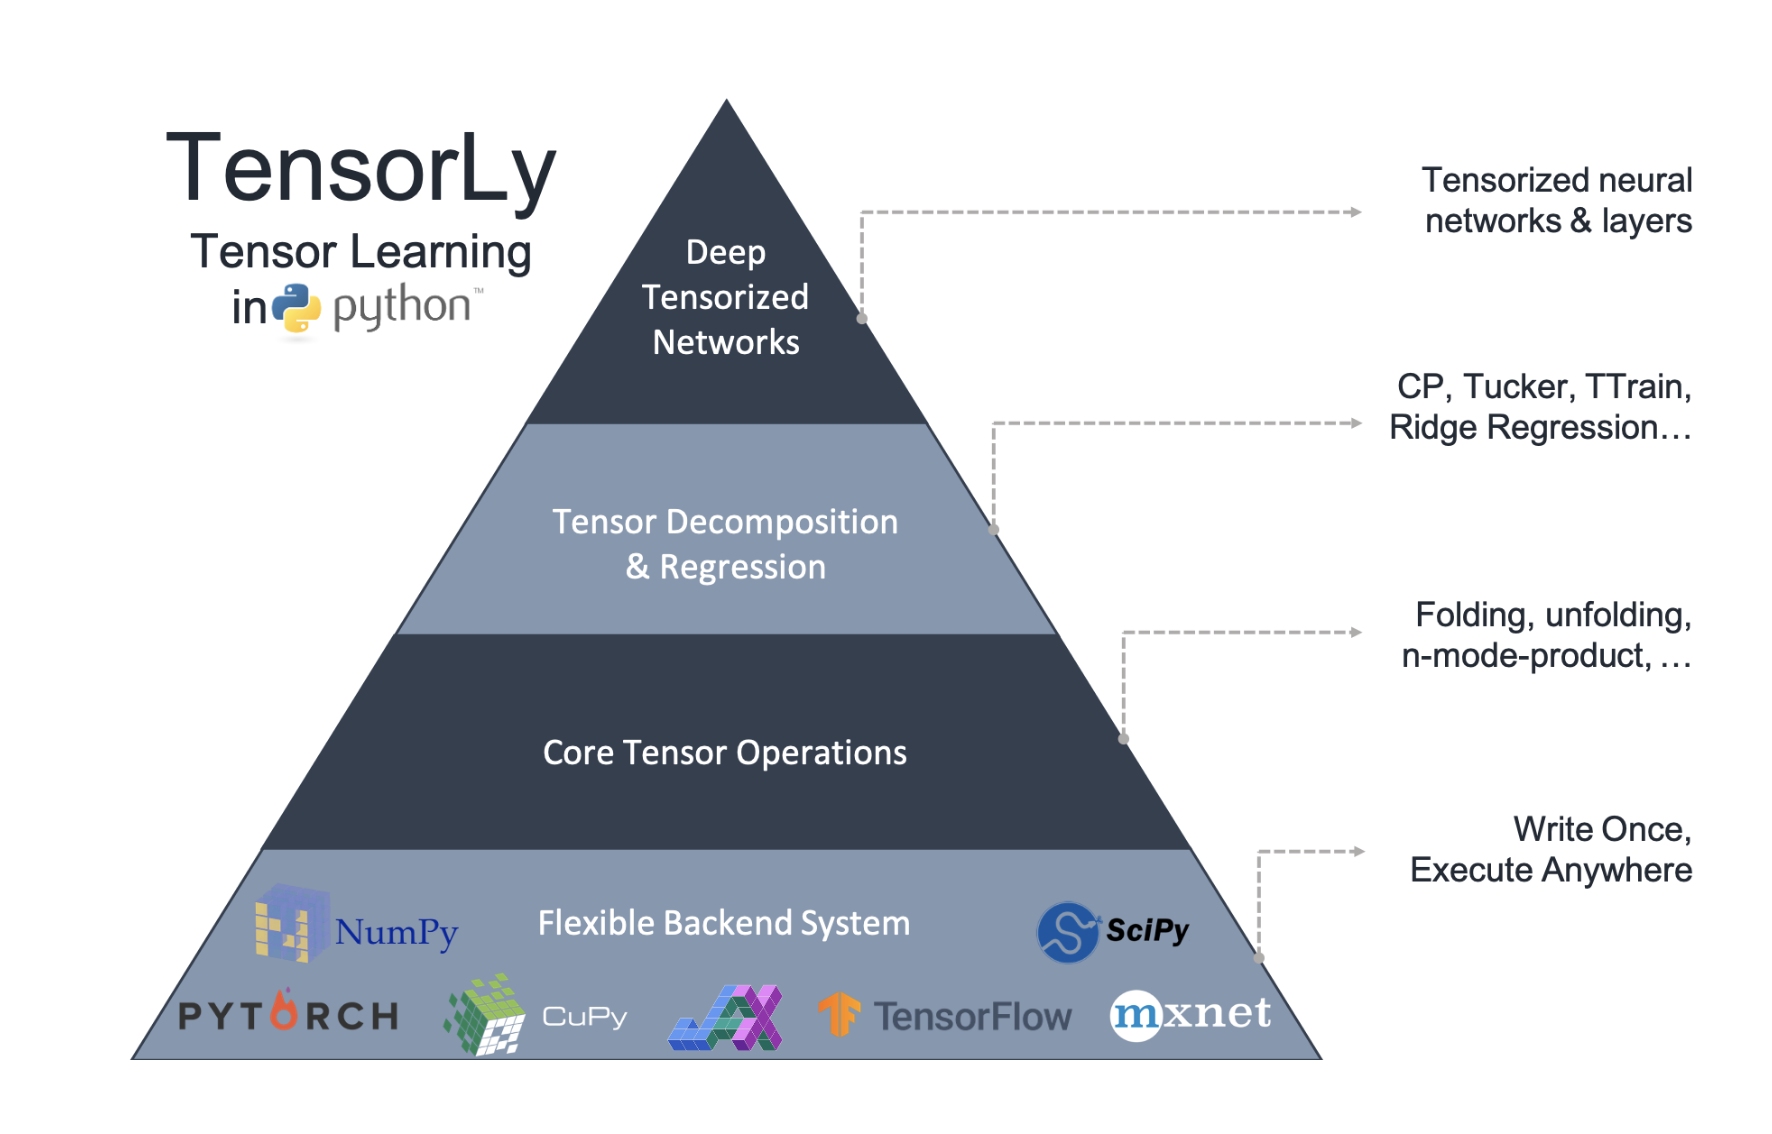 TensorLy
Tensor Learning
in python™
Deep
Tensorized
Networks
Tensorized neural
networks & layers
Tensor Decomposition
& Regression
CP, Tucker, TTrain,
Ridge Regression…
Core Tensor Operations
Folding, unfolding,
n-mode-product, …
Flexible Backend System
Write Once,
Execute Anywhere
NumPy
SciPy
PYTORCH
CuPy
JAX
TensorFlow
mxnet